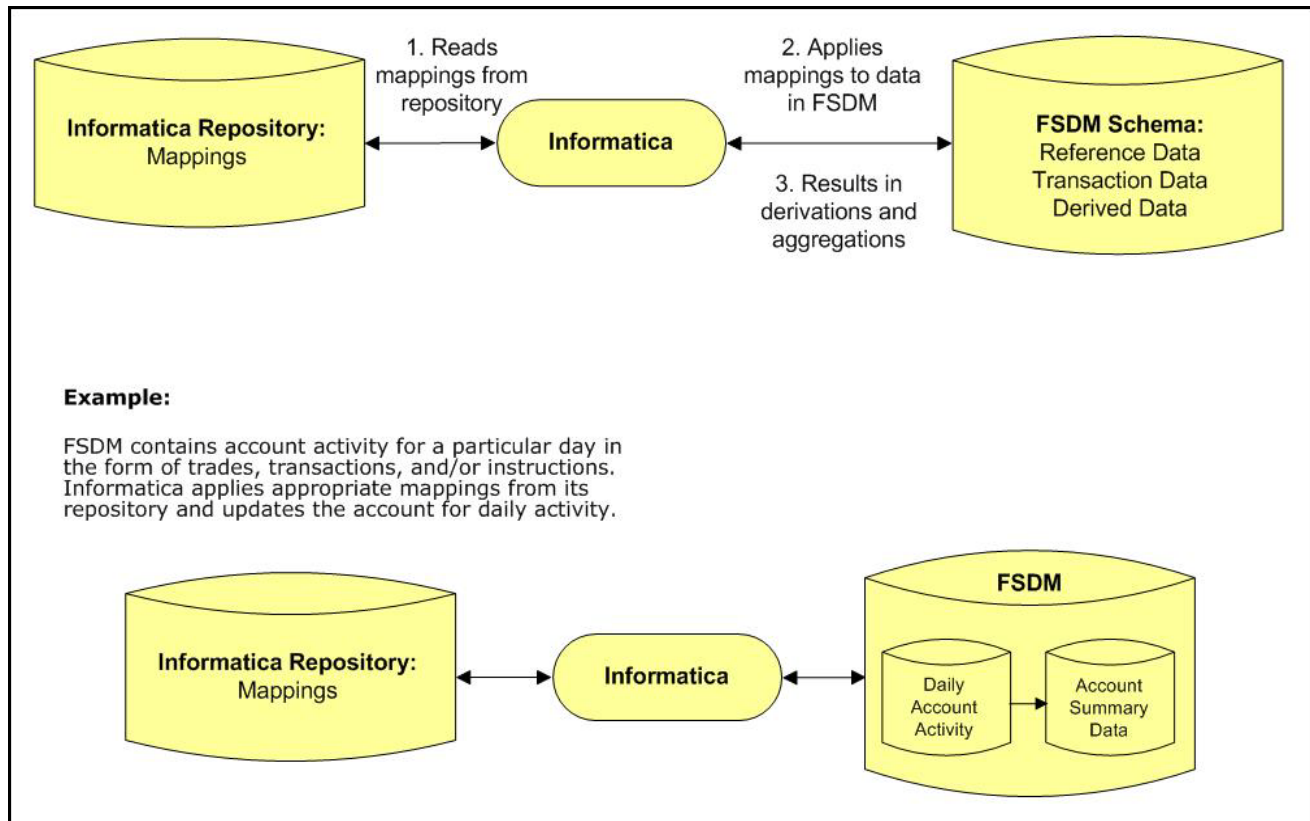 1. Reads
mappings from
repository
2. Applies
mappings to data
in FSDM
Informatica Repository:
Mappings
Informatica
FSDM Schema:
Reference Data
Transaction Data
Derived Data
3. Results in
derivations and
aggregations
Example:
FSDM contains account activity for a particular day in
the form of trades, transactions, and/or instructions.
Informatica applies appropriate mappings from its
repository and updates the account for daily activity.
Informatica Repository:
Mappings
Informatica
FSDM
Daily
Account
Activity
Account
Summary
Data